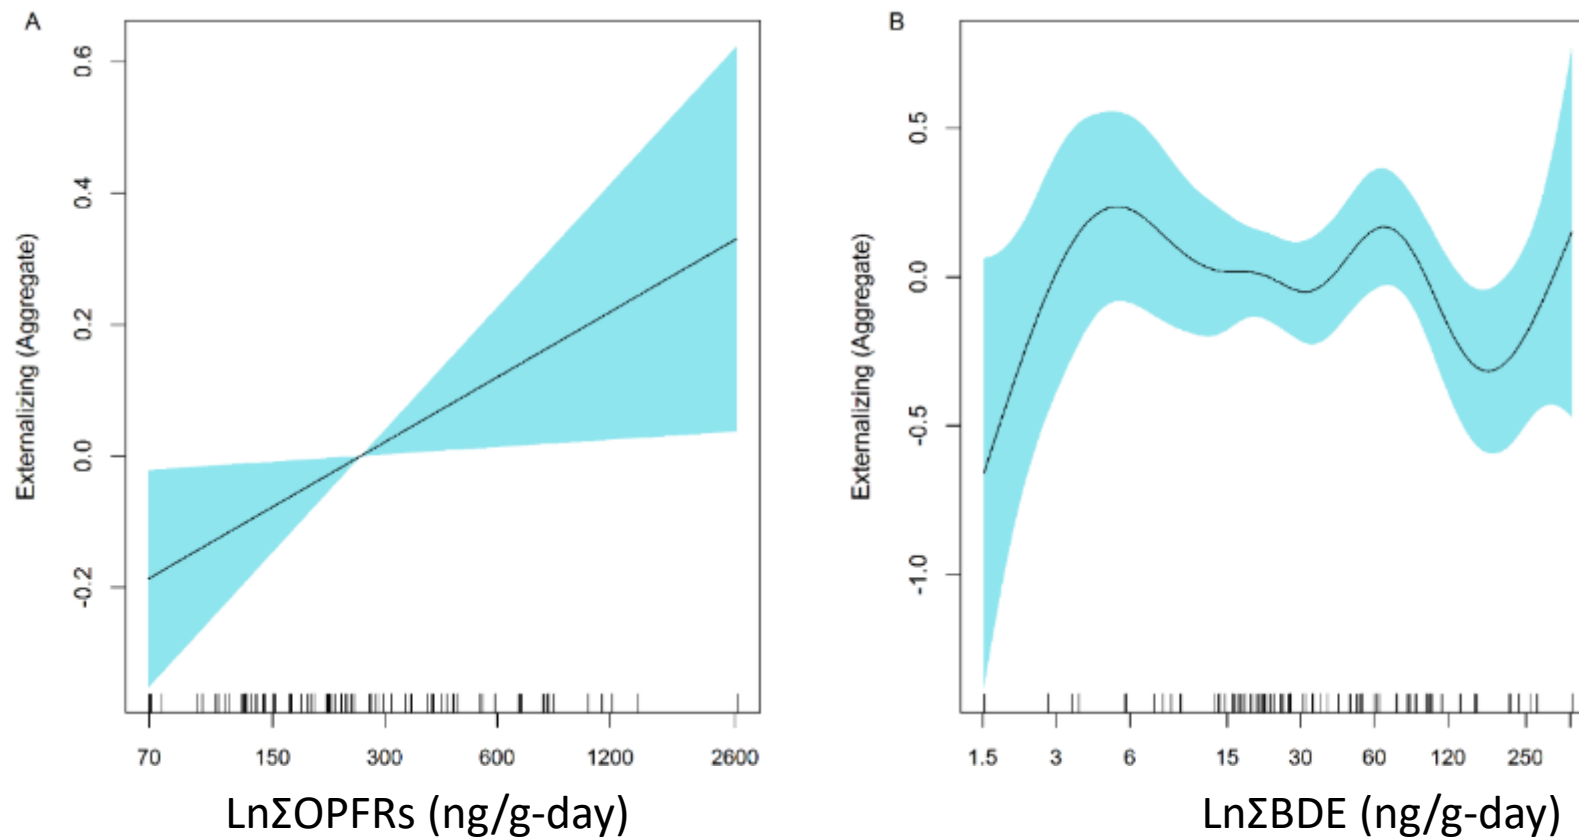 A
B
Externalizing (Aggregate)
0.6
0.4
0.2
0.0
-0.2
70 150 300 600 1200 2600
LnΣOPFRs (ng/g-day)
Externalizing (Aggregate)
0.5
0.0
-0.5
-1.0
1.5 3 6 15 30 60 120 250
LnΣBDE (ng/g-day)